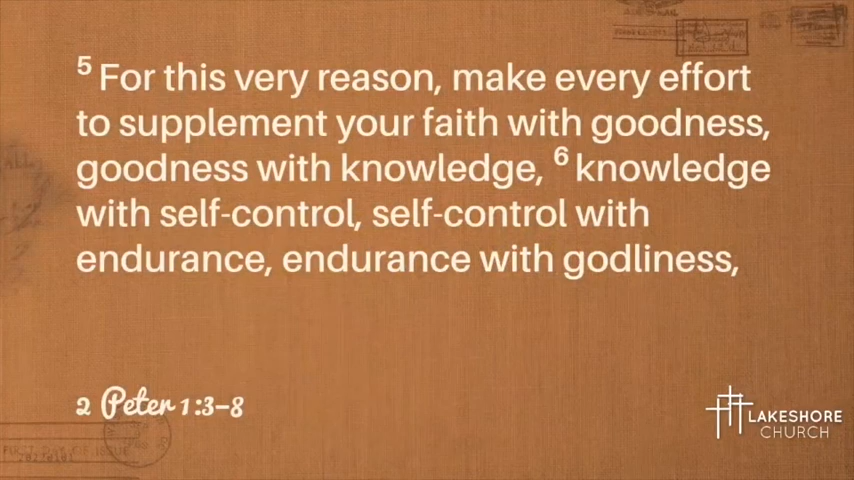 ⁵ For this very reason, make every effort
to supplement your faith with goodness,
goodness with knowledge, ⁶ knowledge
with self-control, self-control with
endurance, endurance with godliness,
2 Peter 1:3–8
LAKESHORE
CHURCH